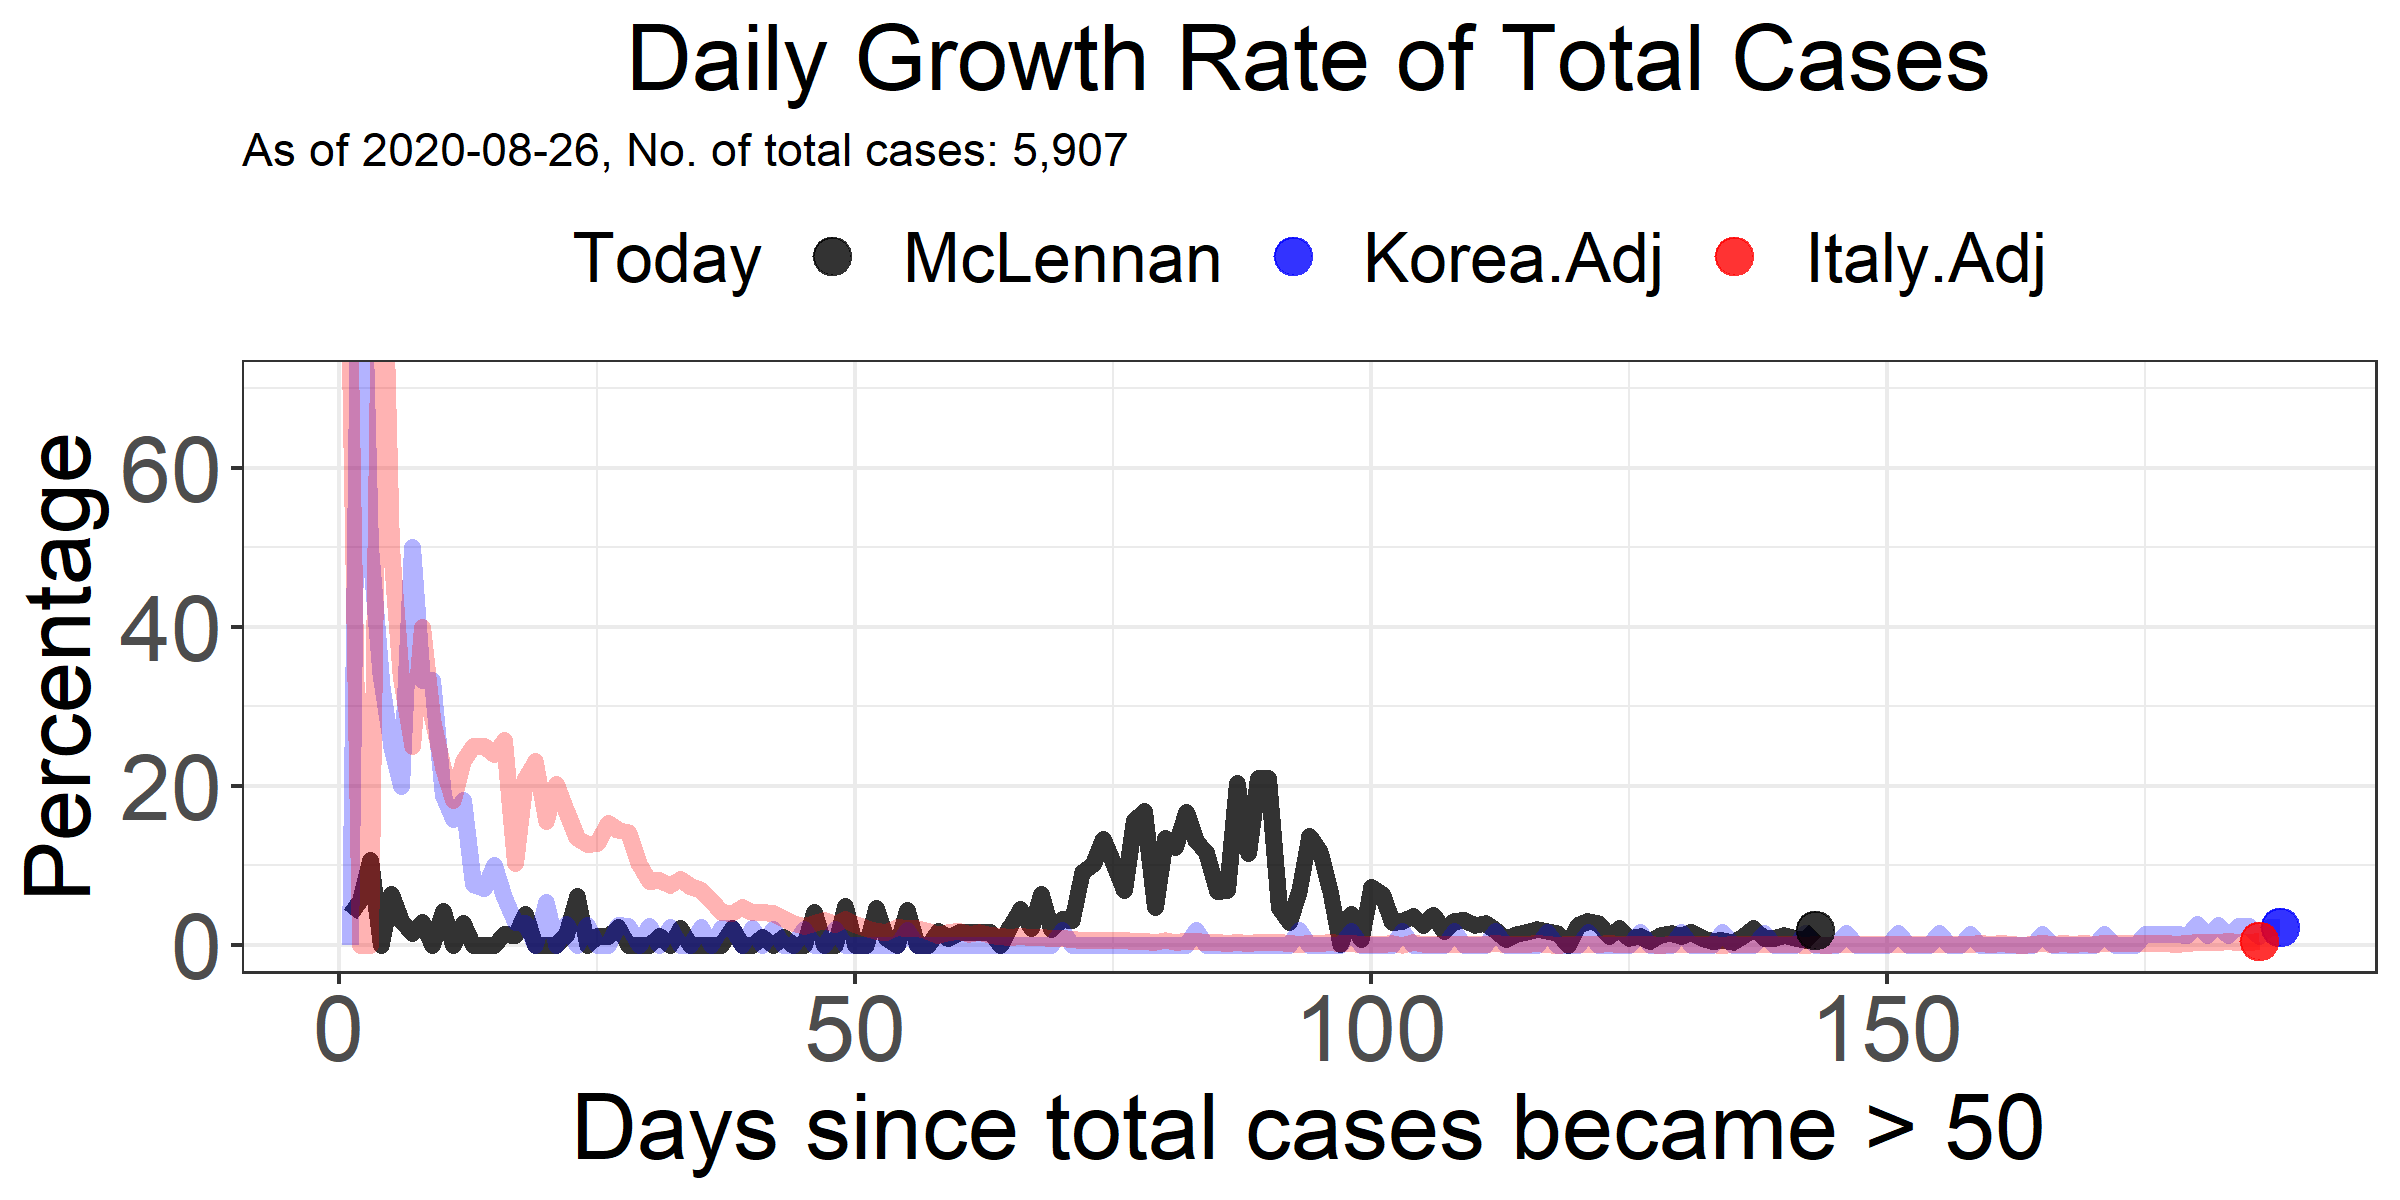 Daily Growth Rate of Total Cases
As of 2020-08-26, No. of total cases: 5,907
Today McLennan Korea.Adj Italy.Adj
Percentage
60
40
20
0
0 50 100 150
Days since total cases became > 50